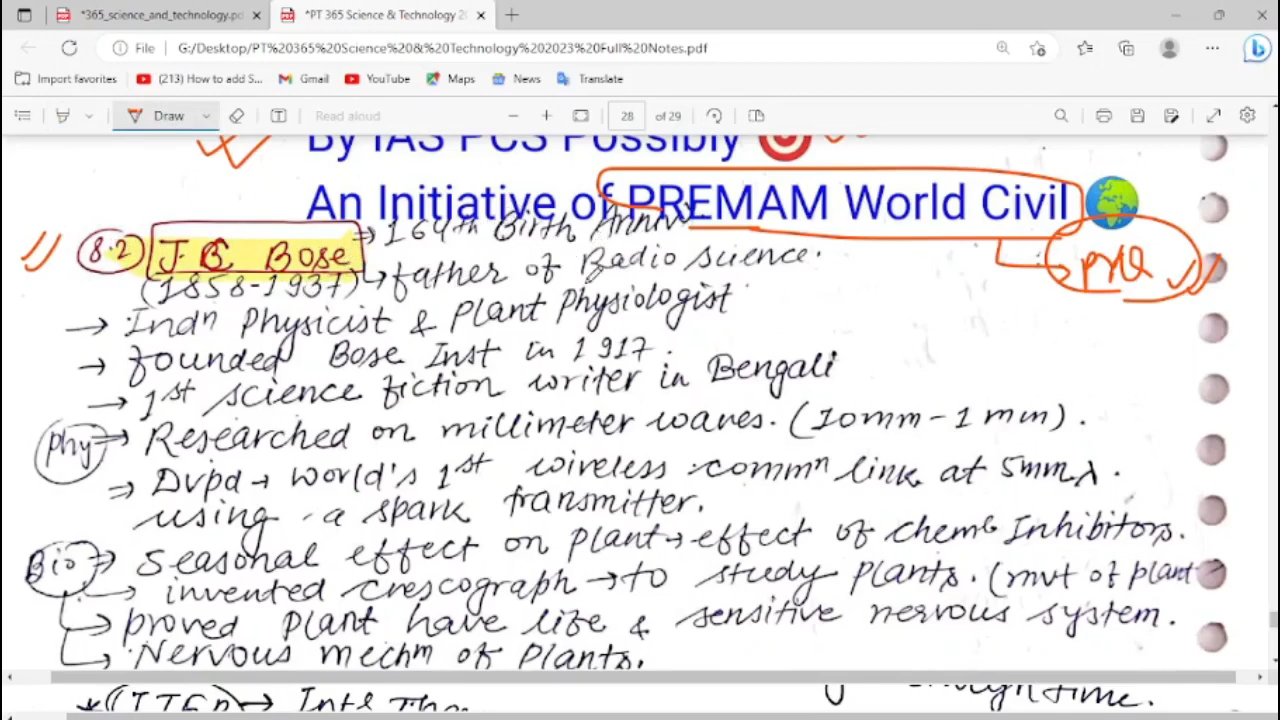 *365_science_and_technology.pd
*PT 365 Science & Technology 20
File G:/Desktop/PT%20365%20Science%20&%20Technology%202023%20Full%20Notes.pdf
Import favorites (213) How to add S... Gmail YouTube Maps News Translate
Draw Read aloud 28 of 29
By IAS PCS Possibly 🎯
An Initiative of PREMAM World Civil 🌍
→ 164th Birth Anniv.
PYQ
8.2 J.C. Bose
(1858-1937) → father of Radio science.
→ Indn Physicist & Plant Physiologist
→ founded Bose Inst in 1917.
→ 1st science fiction writer in Bengali
Phy → Researched on millimeter waves. (10mm - 1 mm).
⇒ Dvpd → world's 1st wireless commn link at 5mm λ.
using a spark transmitter.
Bio → Seasonal effect on plant → effect of cheml Inhibitors.
→ invented crescograph → to study plants. (mvt of plant
→ proved plant have life & sensitive nervous system.
→ Nervous mechm of Plants.